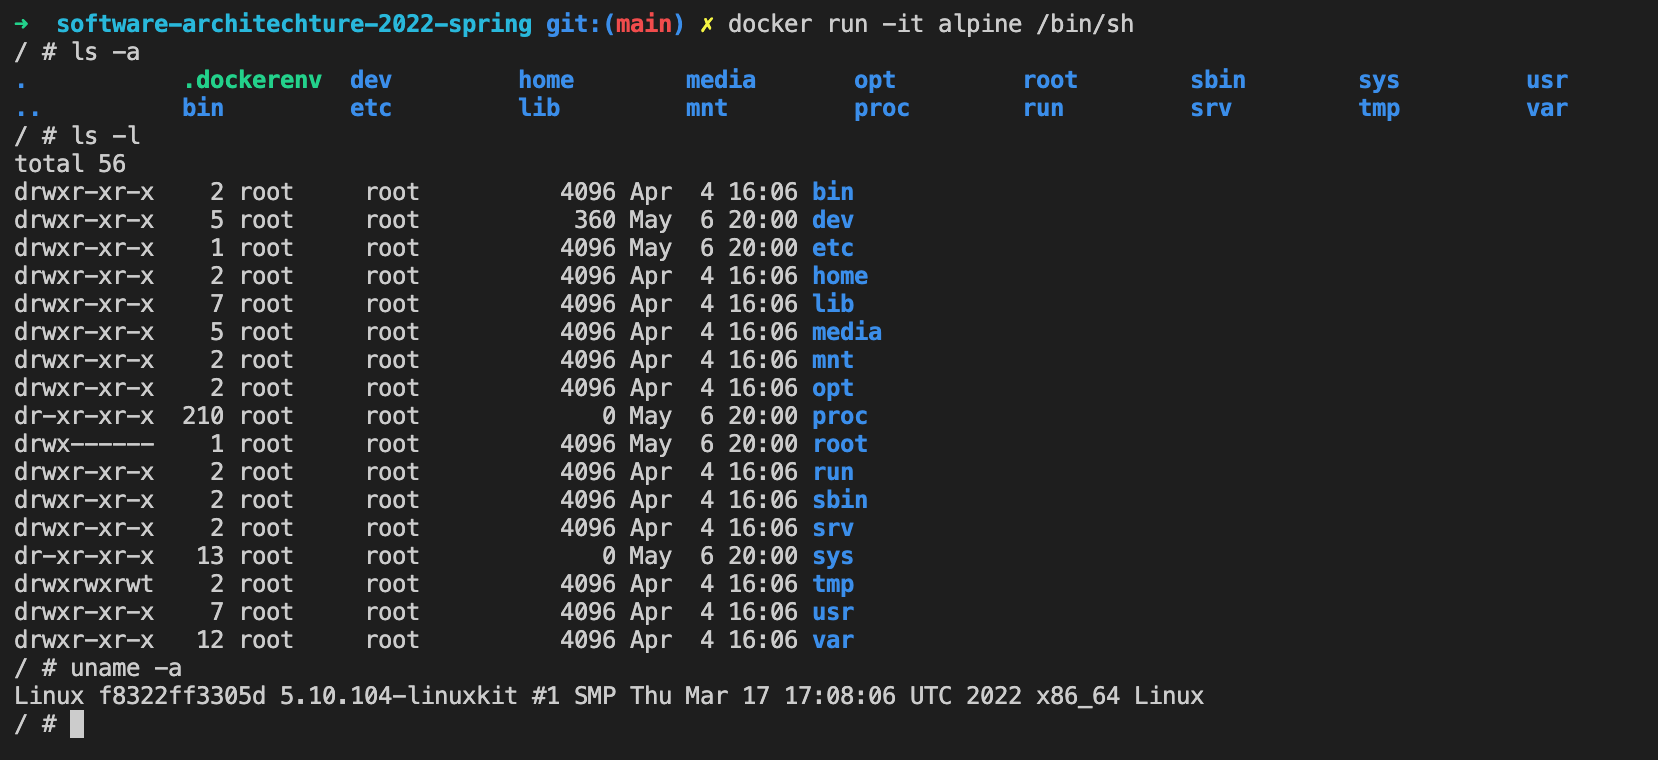 ➜  software-architechture-2022-spring git:(main) ✗ docker run -it alpine /bin/sh
/ # ls -a
.           .dockerenv  dev         home        media       opt         root        sbin        sys         usr
..          bin         etc         lib         mnt         proc        run         srv         tmp         var
/ # ls -l
total 56
drwxr-xr-x    2 root     root          4096 Apr  4 16:06 bin
drwxr-xr-x    5 root     root           360 May  6 20:00 dev
drwxr-xr-x    1 root     root          4096 May  6 20:00 etc
drwxr-xr-x    2 root     root          4096 Apr  4 16:06 home
drwxr-xr-x    7 root     root          4096 Apr  4 16:06 lib
drwxr-xr-x    5 root     root          4096 Apr  4 16:06 media
drwxr-xr-x    2 root     root          4096 Apr  4 16:06 mnt
drwxr-xr-x    2 root     root          4096 Apr  4 16:06 opt
dr-xr-xr-x  210 root     root             0 May  6 20:00 proc
drwx------    1 root     root          4096 May  6 20:00 root
drwxr-xr-x    2 root     root          4096 Apr  4 16:06 run
drwxr-xr-x    2 root     root          4096 Apr  4 16:06 sbin
drwxr-xr-x    2 root     root          4096 Apr  4 16:06 srv
dr-xr-xr-x   13 root     root             0 May  6 20:00 sys
drwxrwxrwt    2 root     root          4096 Apr  4 16:06 tmp
drwxr-xr-x    7 root     root          4096 Apr  4 16:06 usr
drwxr-xr-x   12 root     root          4096 Apr  4 16:06 var
/ # uname -a
Linux f8322ff3305d 5.10.104-linuxkit #1 SMP Thu Mar 17 17:08:06 UTC 2022 x86_64 Linux
/ #